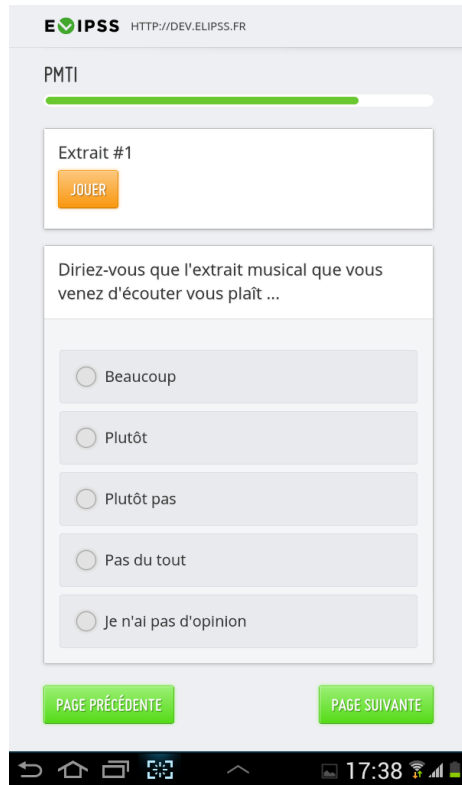 ELIPSS HTTP://DEV.ELIPSS.FR
PMTI
Extrait #1
JOUER
Diriez-vous que l'extrait musical que vous
venez d'écouter vous plaît ...
Beaucoup
Plutôt
Plutôt pas
Pas du tout
Je n'ai pas d'opinion
PAGE PRÉCÉDENTE PAGE SUIVANTE
17:38